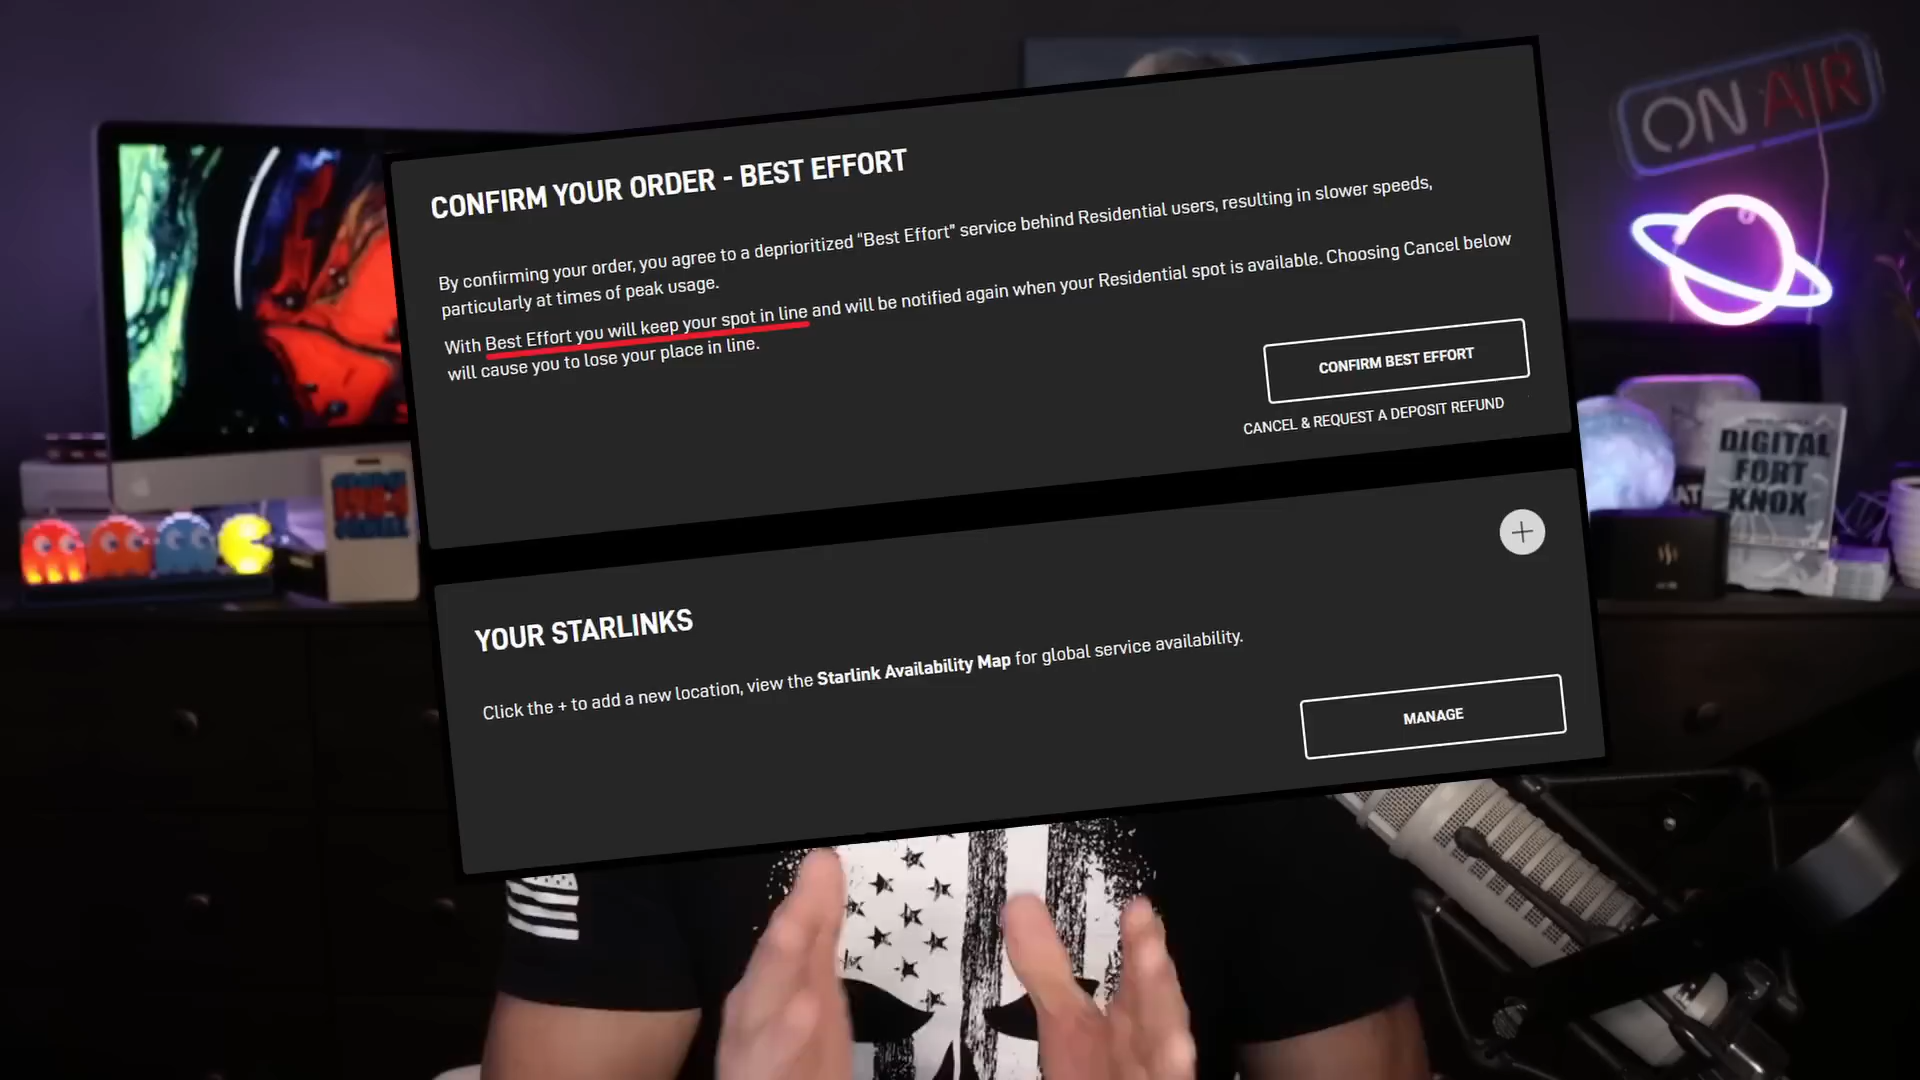 ON AIR
CONFIRM YOUR ORDER - BEST EFFORT
By confirming your order, you agree to a deprioritized “Best Effort" service behind Residential users, resulting in slower speeds,
particularly at times of peak usage.
With Best Effort you will keep your spot in line and will be notified again when your Residential spot is available. Choosing Cancel below
will cause you to lose your place in line.
CONFIRM BEST EFFORT
CANCEL & REQUEST A DEPOSIT REFUND
DIGITAL
FORT
KNOX
YOUR STARLINKS
Click the + to add a new location, view the Starlink Availability Map for global service availability.
MANAGE